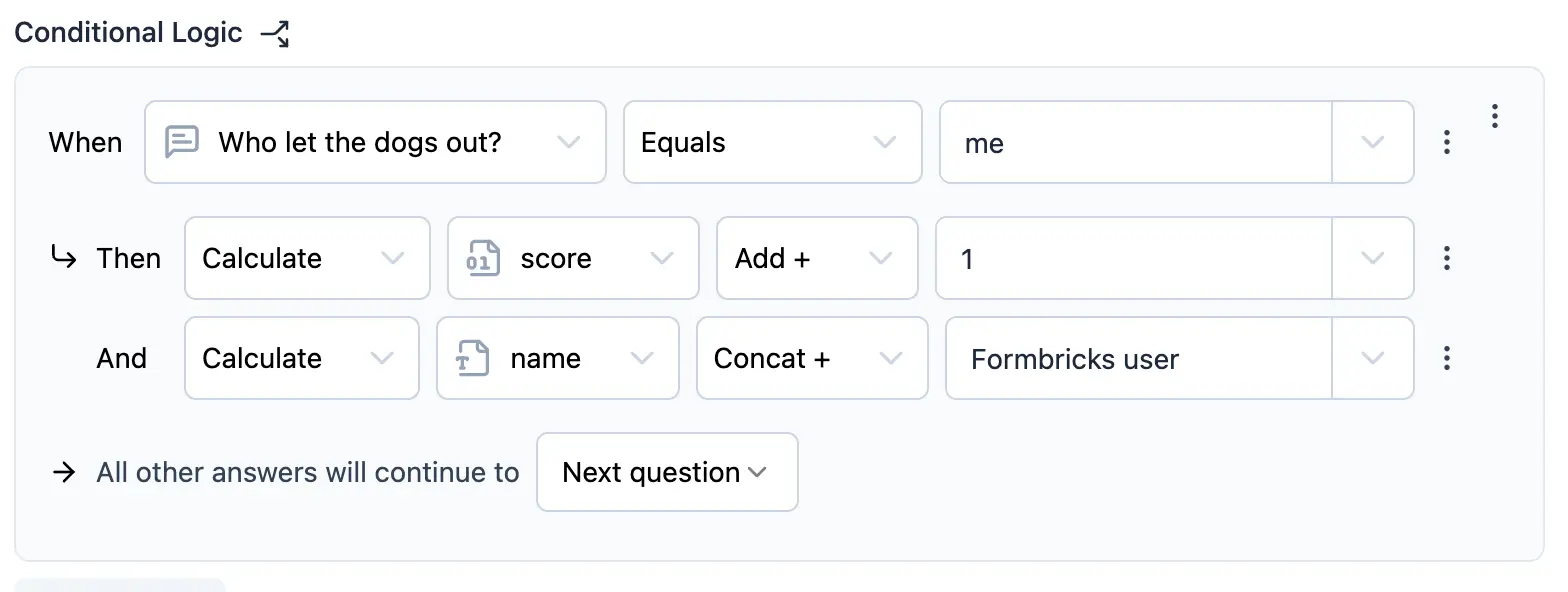 Conditional Logic
When Who let the dogs out? Equals me
Then Calculate 01 score Add + 1
And Calculate T name Concat + Formbricks user
All other answers will continue to Next question